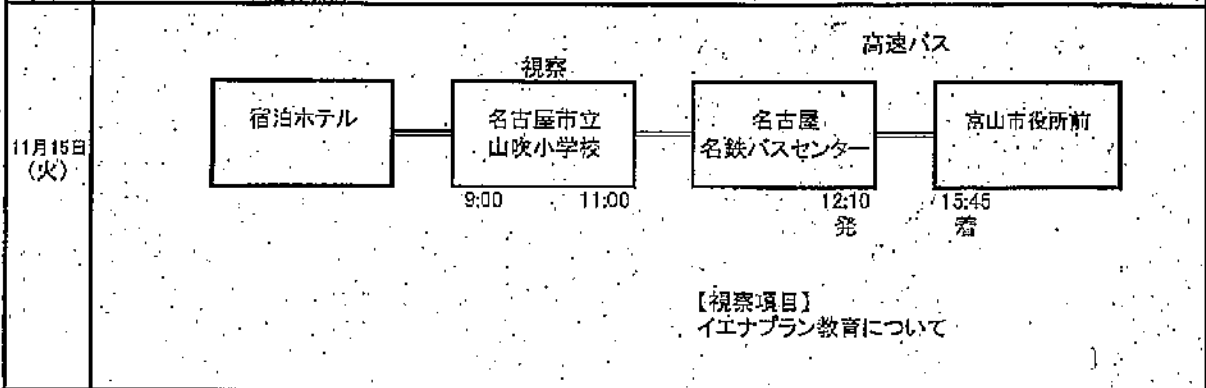 高速バス
視察
宿泊ホテル
名古屋市立
山吹小学校
名古屋
名鉄バスセンター
富山市役所前
11月15日
(火)
9:00
11:00
12:10
発
15:45
着
【視察項目】
イエナプラン教育について